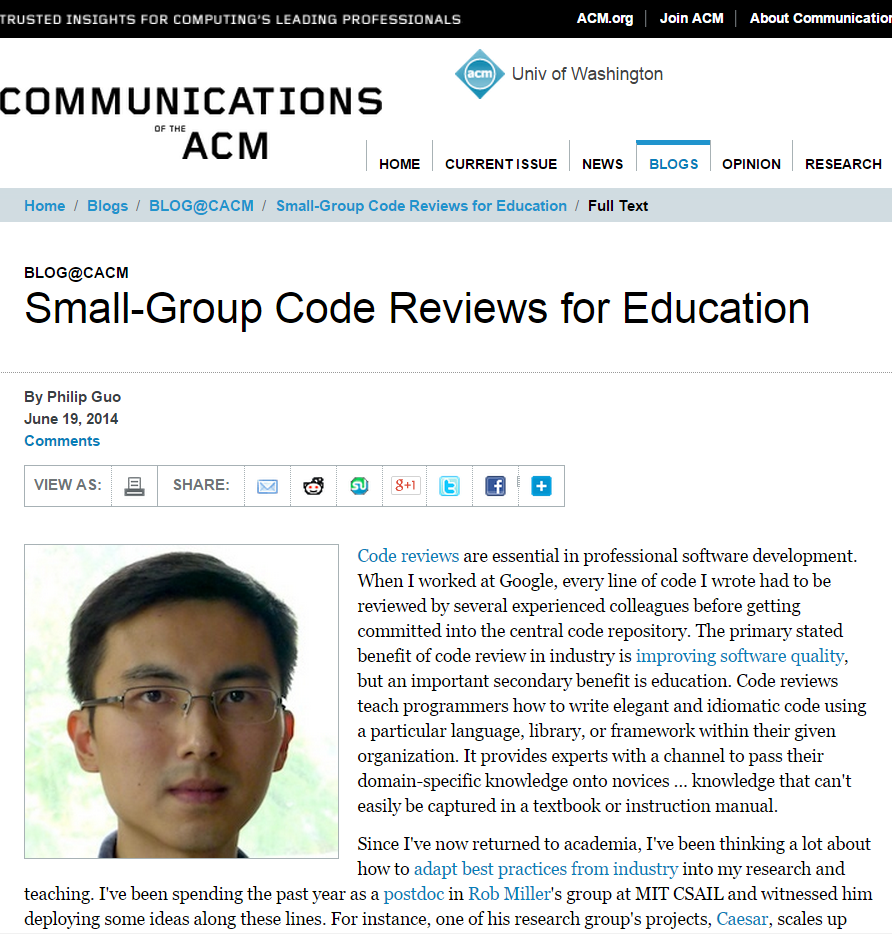 TRUSTED INSIGHTS FOR COMPUTING'S LEADING PROFESSIONALS
ACM.org Join ACM About Communication
acm Univ of Washington
COMMUNICATIONS
OF THE
ACM
HOME CURRENT ISSUE NEWS BLOGS OPINION RESEARCH
Home / Blogs / BLOG@CACM / Small-Group Code Reviews for Education / Full Text
BLOG@CACM
Small-Group Code Reviews for Education
By Philip Guo
June 19, 2014
Comments
VIEW AS: SHARE: g+1 t f +
Code reviews are essential in professional software development.
When I worked at Google, every line of code I wrote had to be
reviewed by several experienced colleagues before getting
committed into the central code repository. The primary stated
benefit of code review in industry is improving software quality,
but an important secondary benefit is education. Code reviews
teach programmers how to write elegant and idiomatic code using
a particular language, library, or framework within their given
organization. It provides experts with a channel to pass their
domain-specific knowledge onto novices ... knowledge that can't
easily be captured in a textbook or instruction manual.
Since I've now returned to academia, I've been thinking a lot about
how to adapt best practices from industry into my research and
teaching. I've been spending the past year as a postdoc in Rob Miller's group at MIT CSAIL and witnessed him
deploying some ideas along these lines. For instance, one of his research group's projects, Caesar, scales up